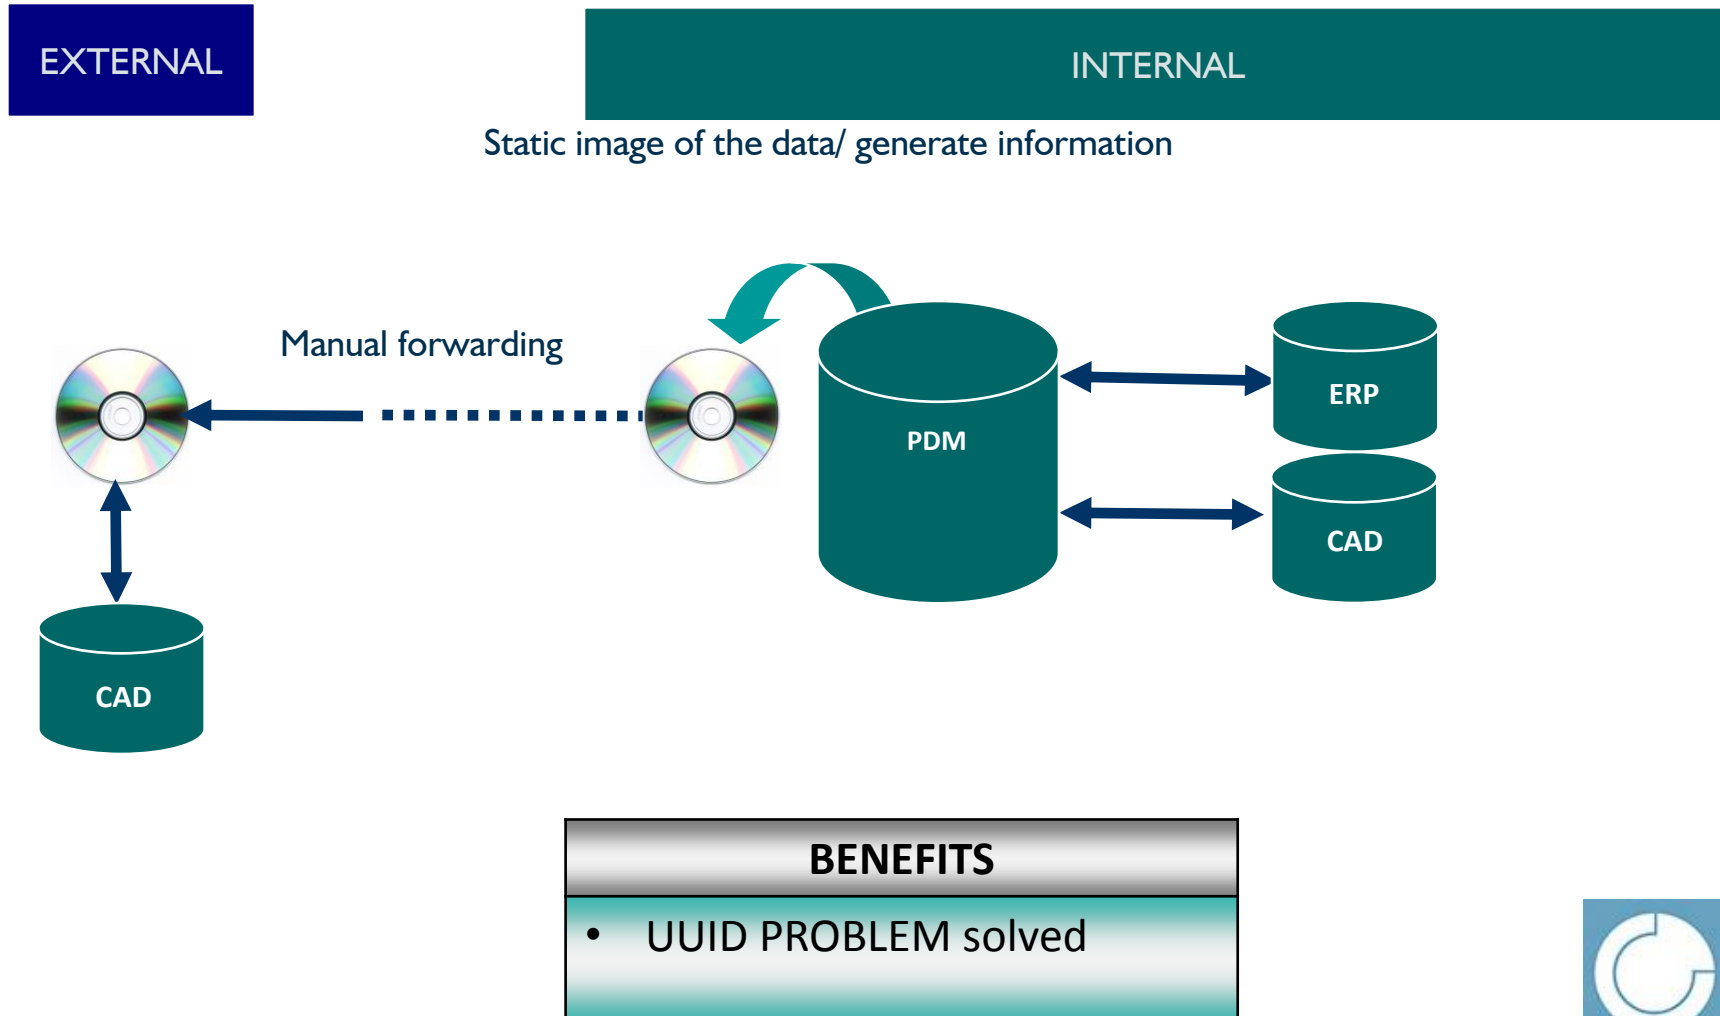 EXTERNAL
INTERNAL
Static image of the data/ generate information
Manual forwarding
PDM
ERP
CAD
CAD
BENEFITS
• UUID PROBLEM solved